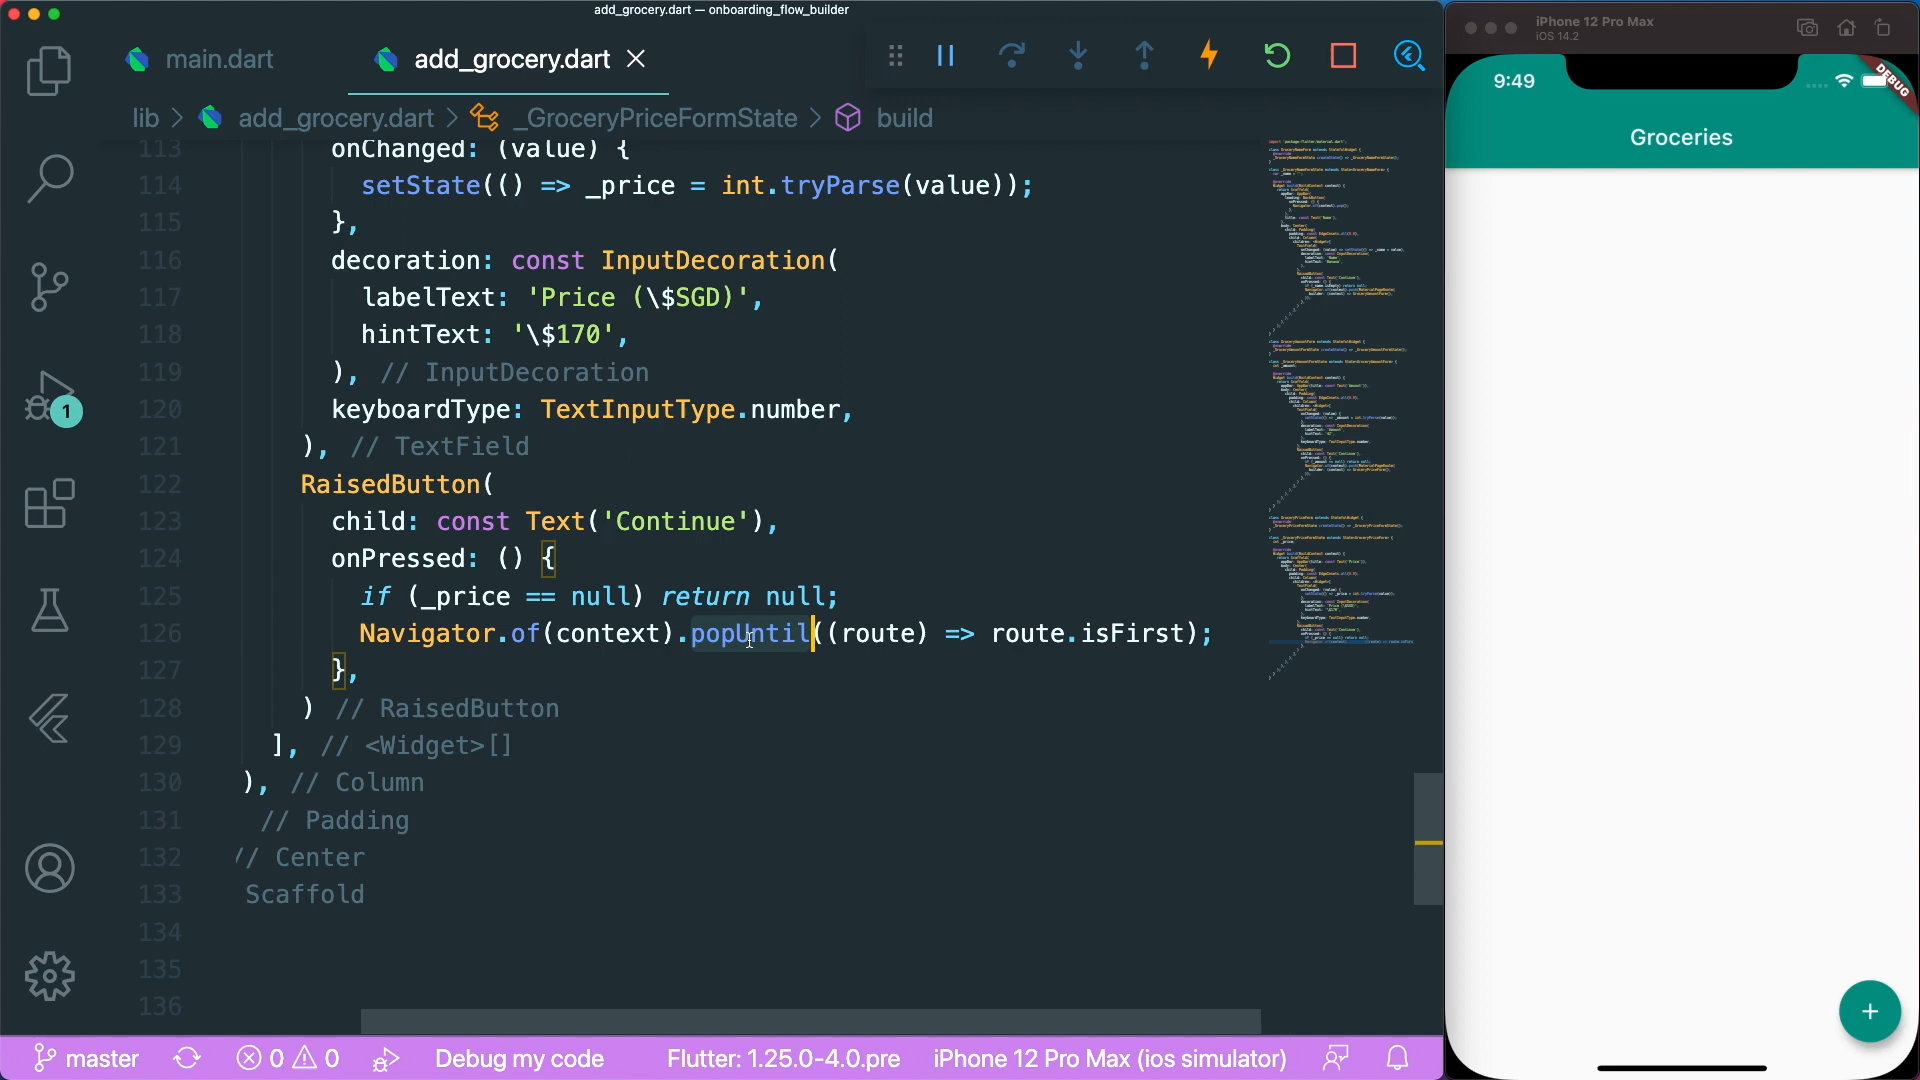 add_grocery.dart — onboarding_flow_builder
main.dart
add_grocery.dart
lib > add_grocery.dart > _GroceryPriceFormState > build
113 onChanged: (value) {
114 setState(() => _price = int.tryParse(value));
115 },
116 decoration: const InputDecoration(
117 labelText: 'Price (\$SGD)',
118 hintText: '\$170',
119 ), // InputDecoration
120 keyboardType: TextInputType.number,
121 ), // TextField
122 RaisedButton(
123 child: const Text('Continue'),
124 onPressed: () {
125 if (_price == null) return null;
126 Navigator.of(context).popUntil((route) => route.isFirst);
127 },
128 ) // RaisedButton
129 ], // <Widget>[]
130 ), // Column
131 // Padding
132 // Center
133 Scaffold
134
135
136
1
master
0
0
Debug my code
Flutter: 1.25.0-4.0.pre
iPhone 12 Pro Max (ios simulator)
iPhone 12 Pro Max
iOS 14.2
9:49
DEBUG
Groceries
+